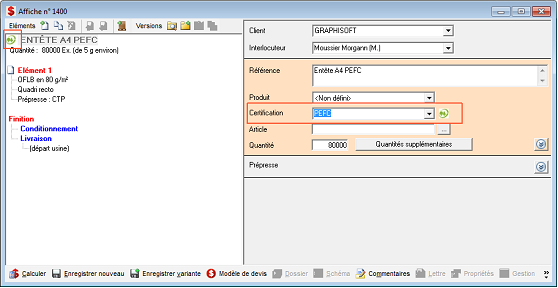 Affiche n° 1400
Eléments
Versions
ENTÊTE A4 PEFC
Quantité : 80000 Ex. (de 5 g environ)
Elément 1
OFLB en 80 g/m²
Quadri recto
Prépresse : CTP
Finition
Conditionnement
Livraison
(départ usine)
Client
GRAPHISOFT
Interlocuteur
Moussier Morgann (M.)
Référence
Entête A4 PEFC
Produit
<Non défini>
Certification
PEFC
Article
...
Quantité
80000
Quantités supplémentaires
Prépresse
Calculer
Enregistrer nouveau
Enregistrer variante
Modèle de devis
Dossier
Schéma
Commentaires
Lettre
Propriétés
Gestion